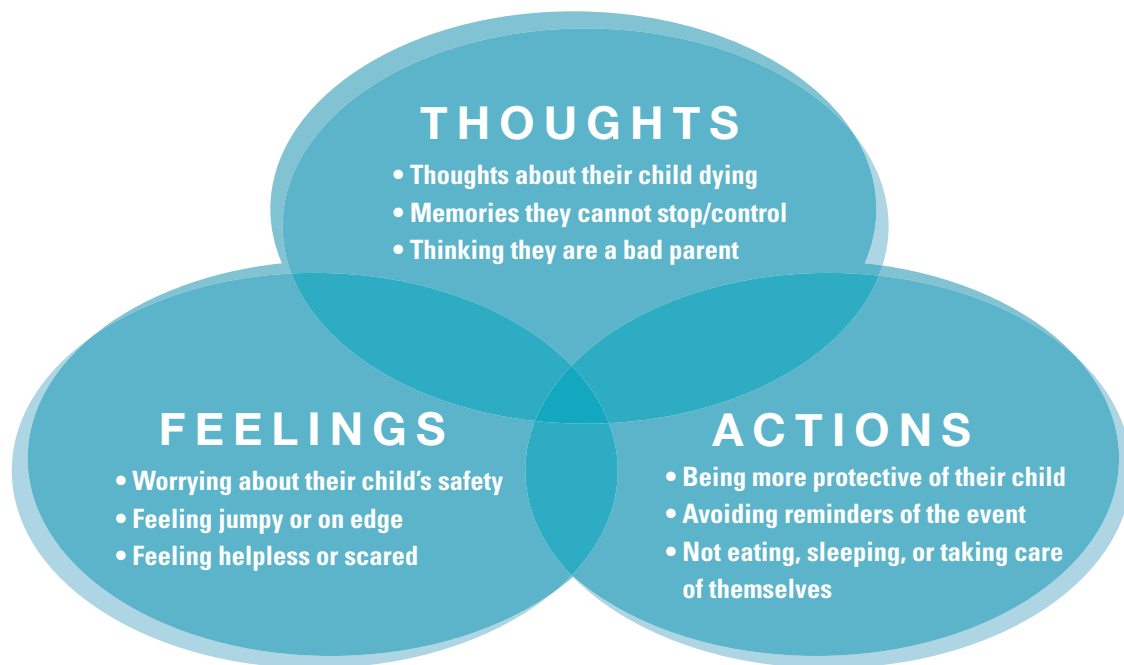 THOUGHTS
• Thoughts about their child dying
• Memories they cannot stop/control
• Thinking they are a bad parent
FEELINGS
• Worrying about their child’s safety
• Feeling jumpy or on edge
• Feeling helpless or scared
ACTIONS
• Being more protective of their child
• Avoiding reminders of the event
• Not eating, sleeping, or taking care
of themselves